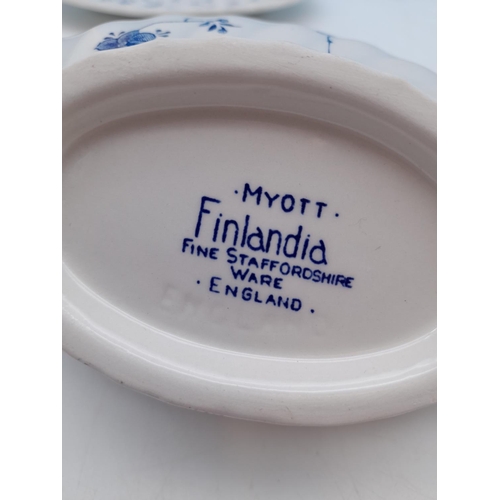 · MYOTT ·
Finlandia
FINE STAFFORDSHIRE
WARE
· ENGLAND ·